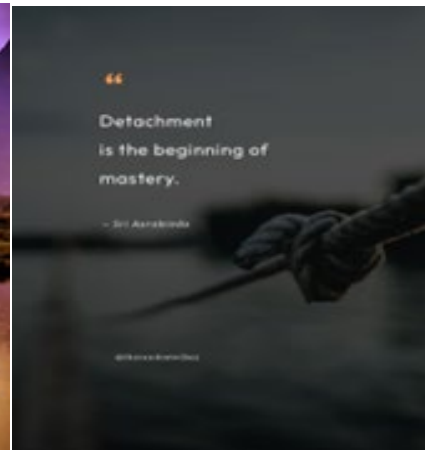 “
Detachment
is the beginning of
mastery.
– Sri Aurobindo